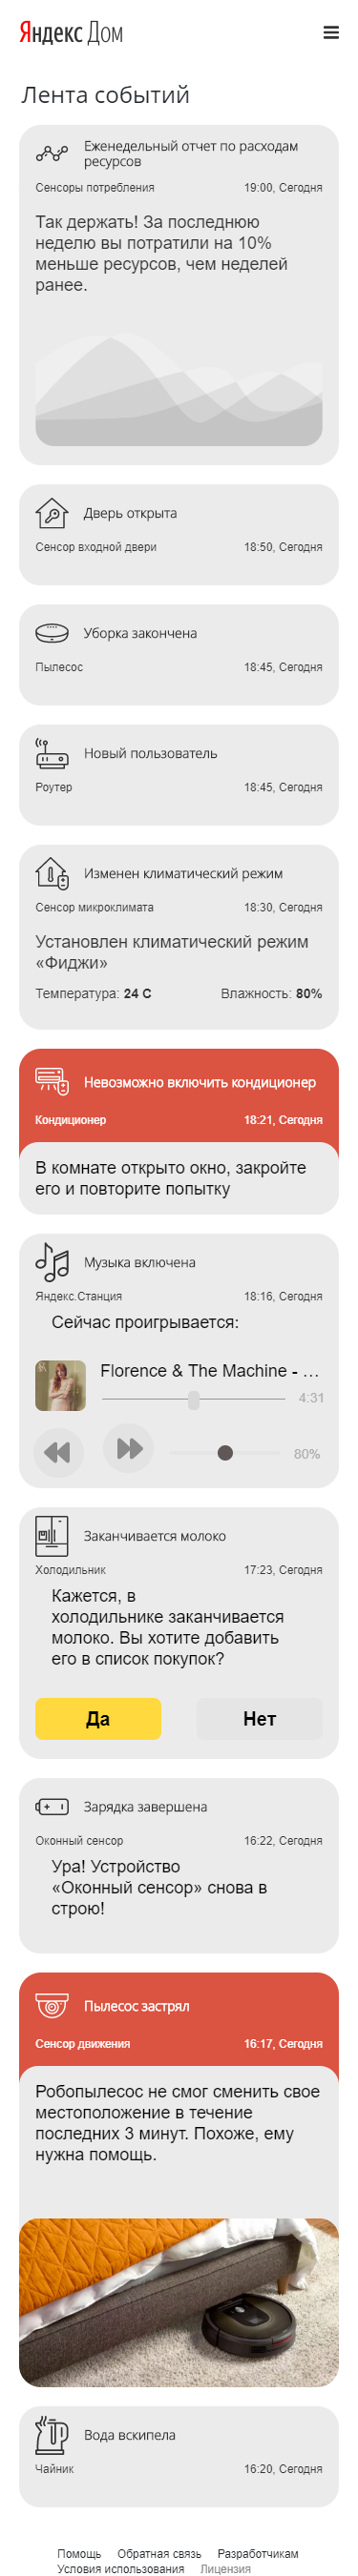 Яндекс Дом
Лента событий
Еженедельный отчет по расходам
ресурсов
Сенсоры потребления 19:00, Сегодня
Так держать! За последнюю
неделю вы потратили на 10%
меньше ресурсов, чем неделей
ранее.
Дверь открыта
Сенсор входной двери 18:50, Сегодня
Уборка закончена
Пылесос 18:45, Сегодня
Новый пользователь
Роутер 18:45, Сегодня
Изменен климатический режим
Сенсор микроклимата 18:30, Сегодня
Установлен климатический режим
«Фиджи»
Температура: 24 C Влажность: 80%
Невозможно включить кондиционер
Кондиционер 18:21, Сегодня
В комнате открыто окно, закройте
его и повторите попытку
Музыка включена
Яндекс.Станция 18:16, Сегодня
Сейчас проигрывается:
Florence & The Machine - ...
4:31
80%
Заканчивается молоко
Холодильник 17:23, Сегодня
Кажется, в
холодильнике заканчивается
молоко. Вы хотите добавить
его в список покупок?
Да Нет
Зарядка завершена
Оконный сенсор 16:22, Сегодня
Ура! Устройство
«Оконный сенсор» снова в
строю!
Пылесос застрял
Сенсор движения 16:17, Сегодня
Робопылесос не смог сменить свое
местоположение в течение
последних 3 минут. Похоже, ему
нужна помощь.
Вода вскипела
Чайник 16:20, Сегодня
Помощь Обратная связь Разработчикам
Условия использования Лицензия